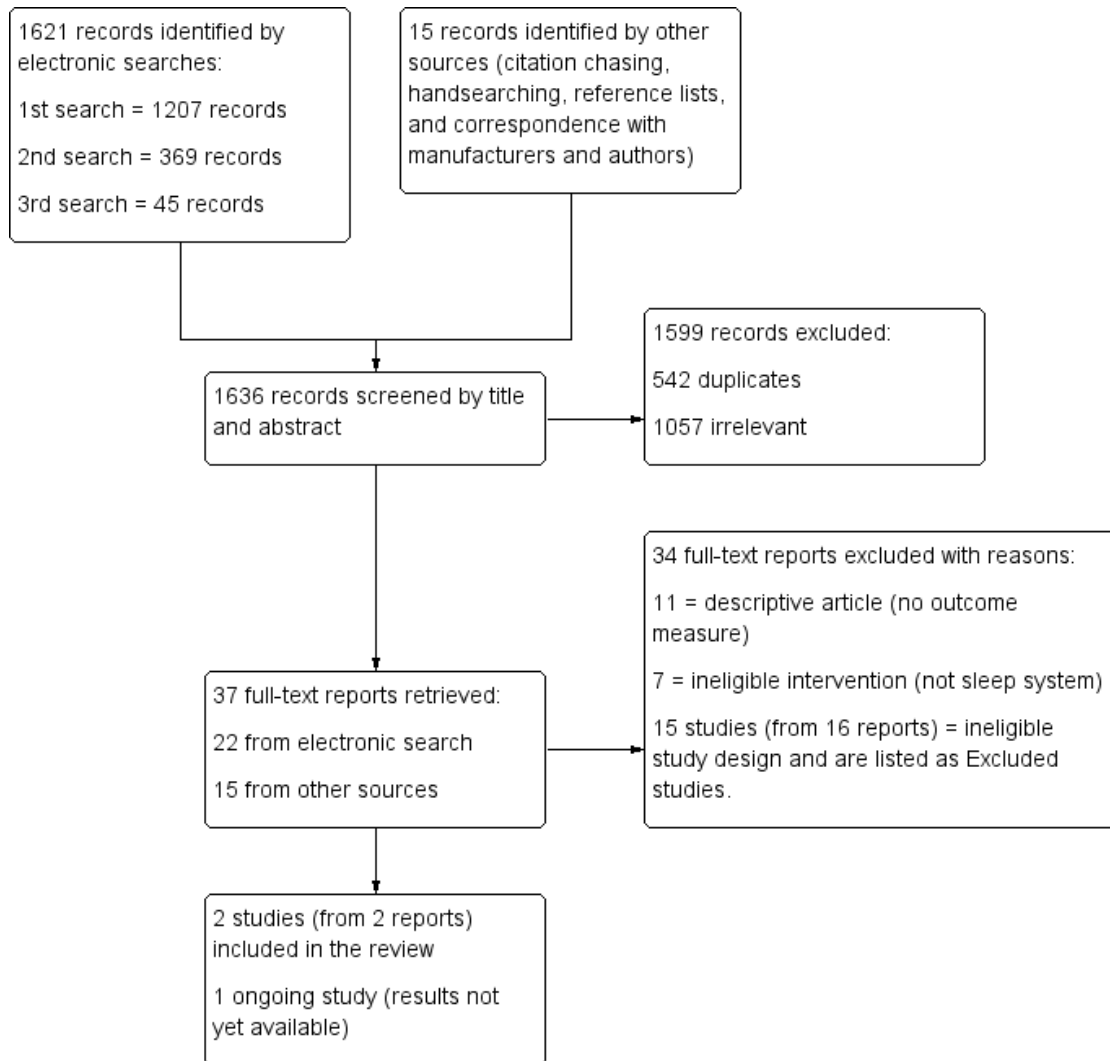 1621 records identified by
electronic searches:
1st search = 1207 records
2nd search = 369 records
3rd search = 45 records
15 records identified by other
sources (citation chasing,
handsearching, reference lists,
and correspondence with
manufacturers and authors)
1636 records screened by title
and abstract
1599 records excluded:
542 duplicates
1057 irrelevant
37 full-text reports retrieved:
22 from electronic search
15 from other sources
34 full-text reports excluded with reasons:
11 = descriptive article (no outcome
measure)
7 = ineligible intervention (not sleep system)
15 studies (from 16 reports) = ineligible
study design and are listed as Excluded
studies.
2 studies (from 2 reports)
included in the review
1 ongoing study (results not
yet available)